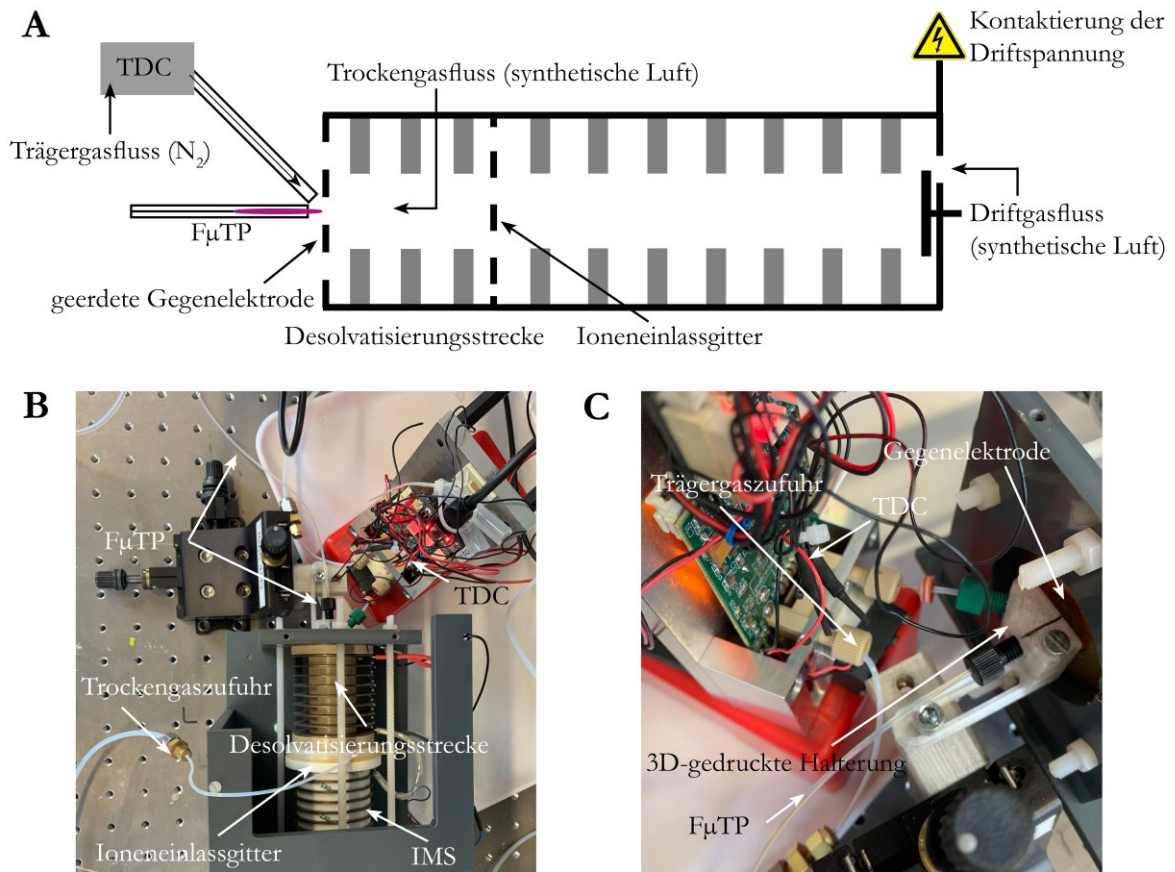 A
TDC
Trockengasfluss (synthetische Luft)
Kontaktierung der
Driftspannung
Trägergasfluss (N₂)
FμTP
Driftgasfluss
(synthetische Luft)
geerdete Gegenelektrode
Desolvatisierungsstrecke
Ioneneinlassgitter
B
FμTP
TDC
Trockengaszufuhr
Desolvatisierungsstrecke
Ioneneinlassgitter
IMS
C
Gegenelektrode
Trägergaszufuhr
TDC
3D-gedruckte Halterung
FμTP